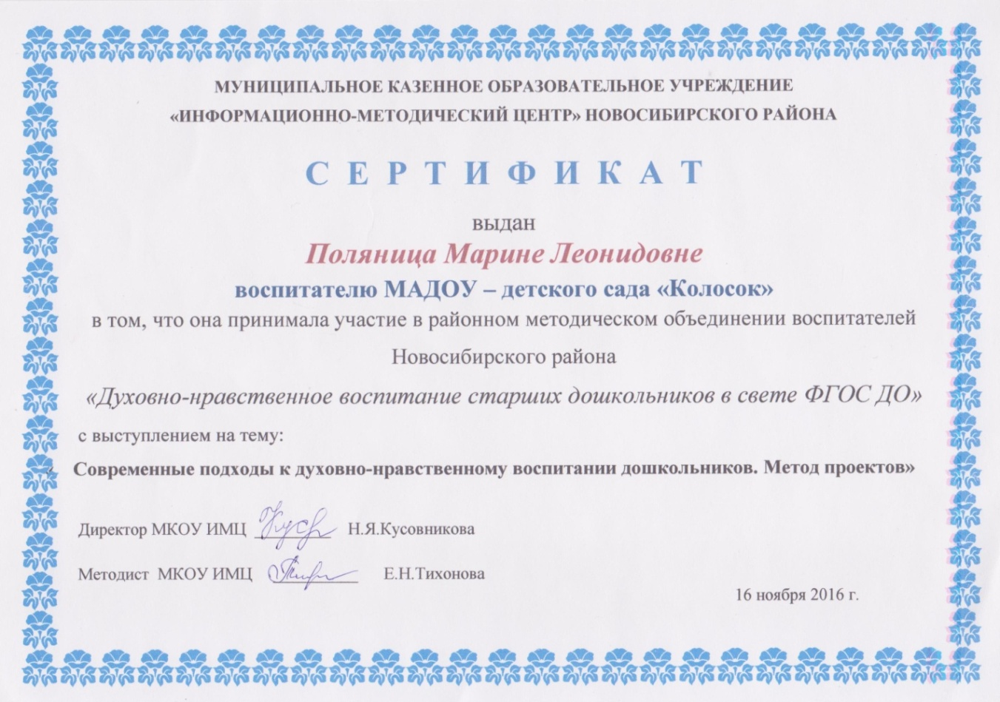 МУНИЦИПАЛЬНОЕ КАЗЕННОЕ ОБРАЗОВАТЕЛЬНОЕ УЧРЕЖДЕНИЕ
«ИНФОРМАЦИОННО-МЕТОДИЧЕСКИЙ ЦЕНТР» НОВОСИБИРСКОГО РАЙОНА
СЕРТИФИКАТ
выдан
Поляница Марине Леонидовне
воспитателю МАДОУ – детского сада «Колосок»
в том, что она принимала участие в районном методическом объединении воспитателей
Новосибирского района
«Духовно-нравственное воспитание старших дошкольников в свете ФГОС ДО»
с выступлением на тему:
Современные подходы к духовно-нравственному воспитании дошкольников. Метод проектов»
Директор МКОУ ИМЦ Н.Я.Кусовникова
Методист МКОУ ИМЦ Е.Н.Тихонова
16 ноября 2016 г.